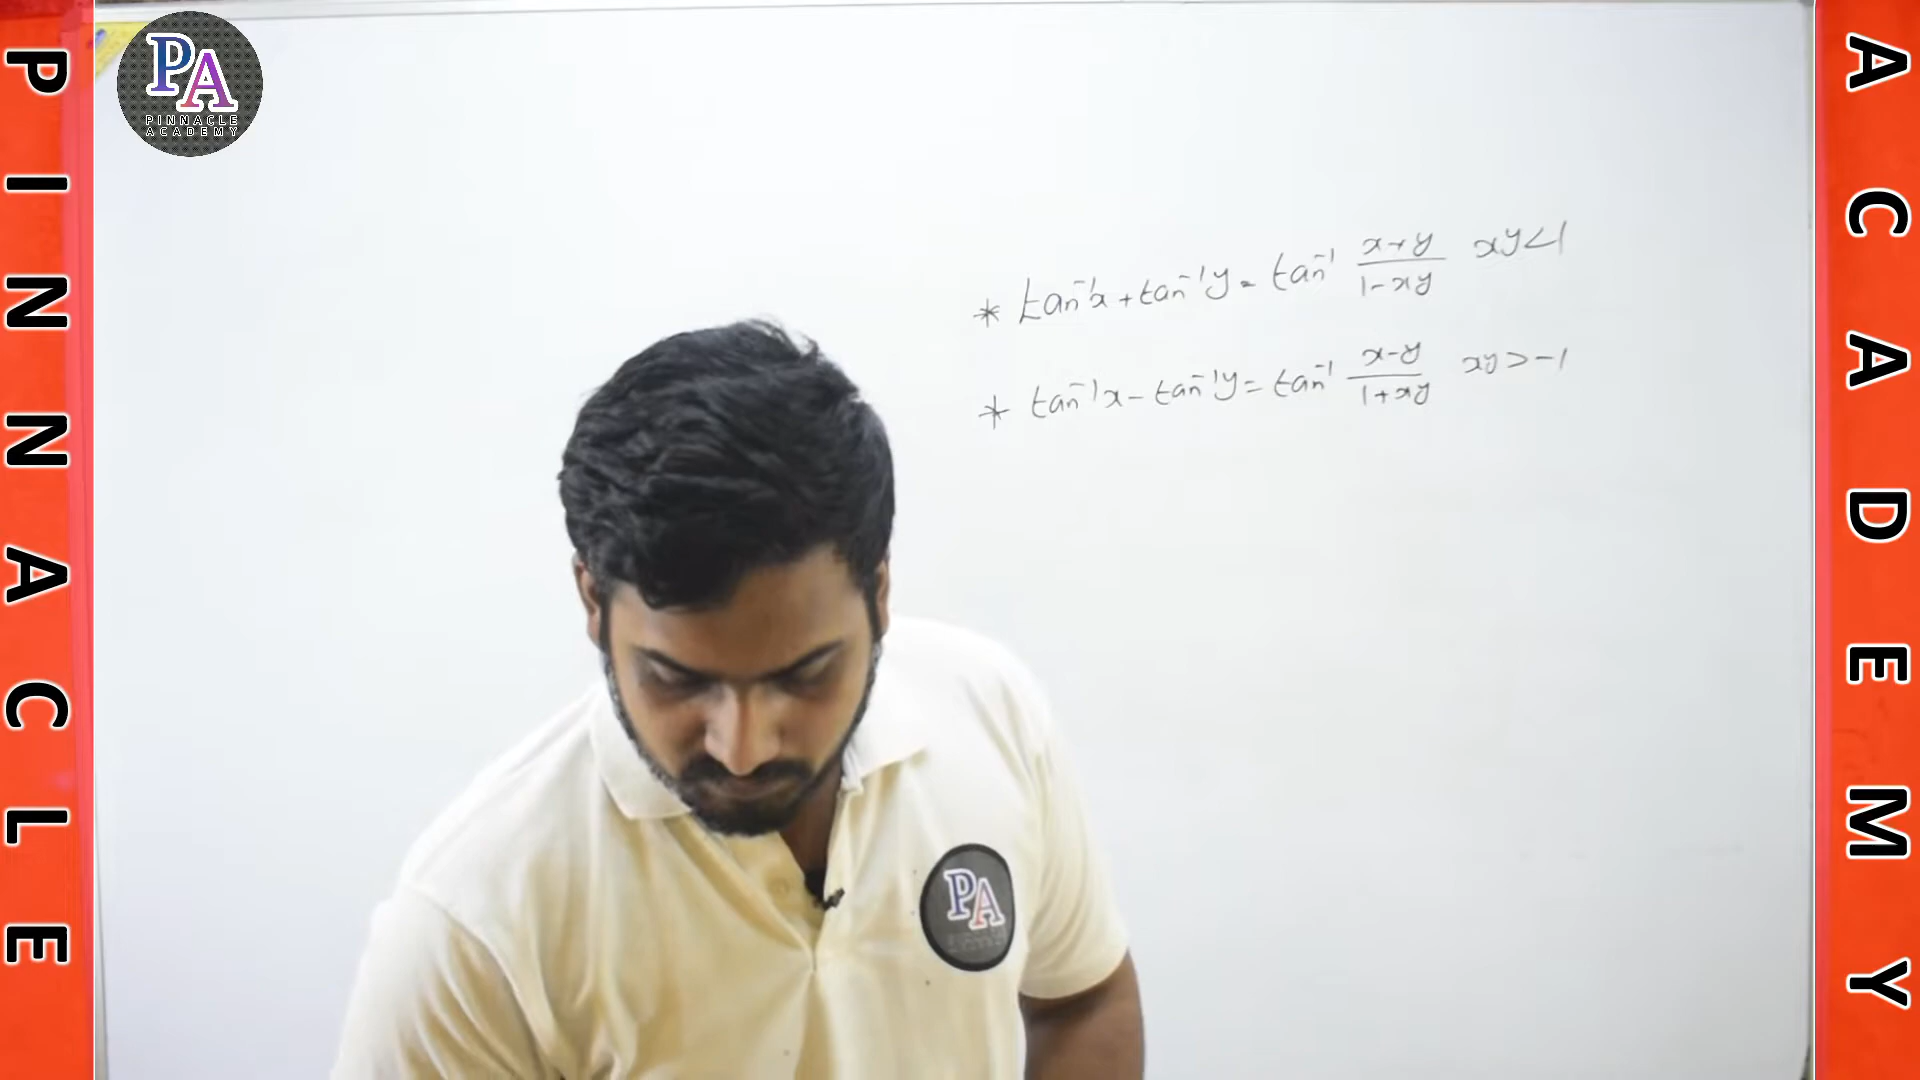 PINNACLE
PA
PINNACLE
ACADEMY
* tan⁻¹x + tan⁻¹y = tan⁻¹ (x+y)/(1-xy) xy<1
* tan⁻¹x - tan⁻¹y = tan⁻¹ (x-y)/(1+xy) xy>-1
PA
ACADEMY